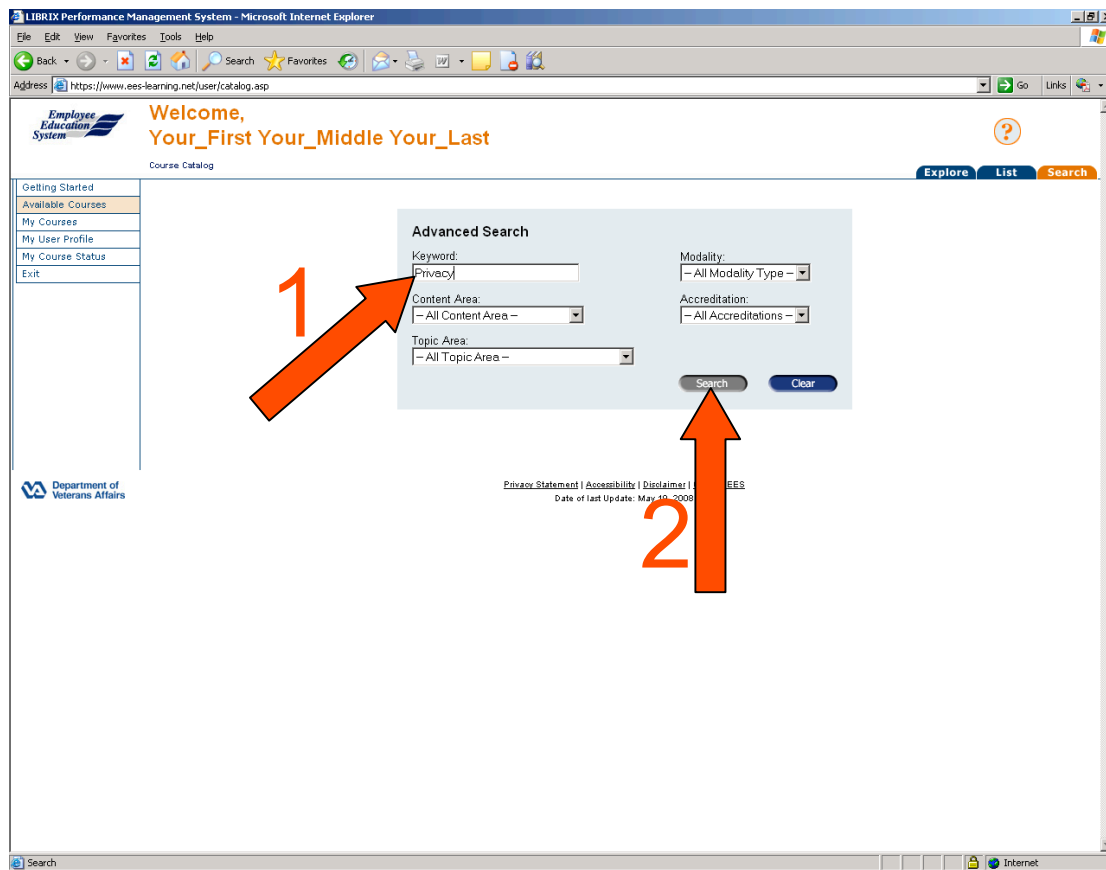 LIBRIX Performance Management System - Microsoft Internet Explorer
File Edit View Favorites Tools Help
Back Search Favorites
Address https://www.ees-learning.net/user/catalog.asp Go Links
Employee
Education
System
Welcome,
Your_First Your_Middle Your_Last
?
Course Catalog
Explore List Search
Getting Started
Available Courses
My Courses
My User Profile
My Course Status
Exit
Advanced Search
Keyword: Modality:
Privacy – All Modality Type –
1
Content Area: Accreditation:
– All Content Area – – All Accreditations –
Topic Area:
– All Topic Area –
Search Clear
Department of
Veterans Affairs
Privacy Statement | Accessibility | Disclaimer | EES
Date of last Update: May 19, 2008
2
Search Internet